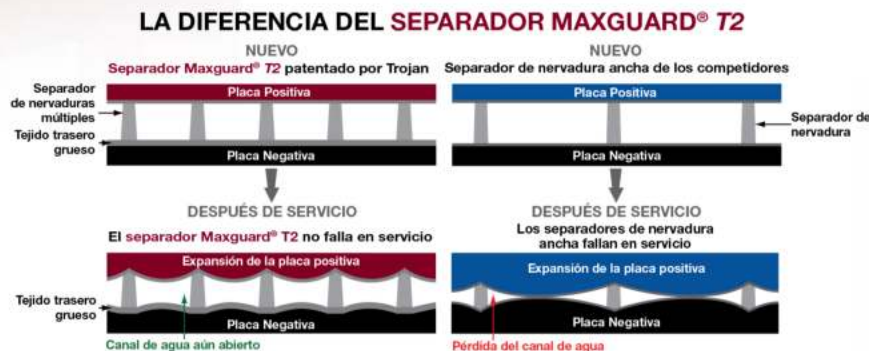 LA DIFERENCIA DEL SEPARADOR MAXGUARD® T2
NUEVO
Separador Maxguard® T2 patentado por Trojan
Placa Positiva
Separador
de nervaduras
múltiples
Tejido trasero
grueso
Placa Negativa
DESPUÉS DE SERVICIO
El separador Maxguard® T2 no falla en servicio
Expansión de la placa positiva
Tejido trasero
grueso
Placa Negativa
Canal de agua aún abierto
NUEVO
Separador de nervadura ancha de los competidores
Placa Positiva
Separador de
nervadura
Placa Negativa
DESPUÉS DE SERVICIO
Los separadores de nervadura
ancha fallan en servicio
Expansión de la placa positiva
Placa Negativa
Pérdida del canal de agua